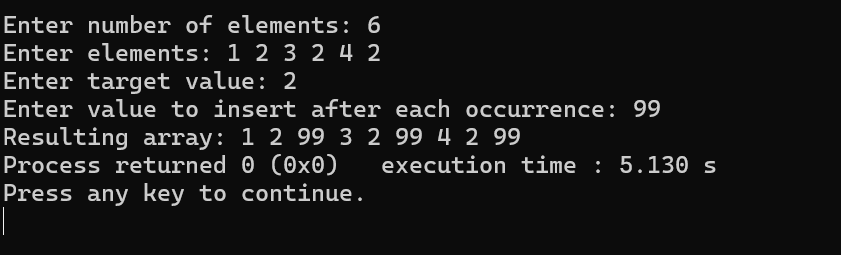 Enter number of elements: 6
Enter elements: 1 2 3 2 4 2
Enter target value: 2
Enter value to insert after each occurrence: 99
Resulting array: 1 2 99 3 2 99 4 2 99
Process returned 0 (0x0)   execution time : 5.130 s
Press any key to continue.